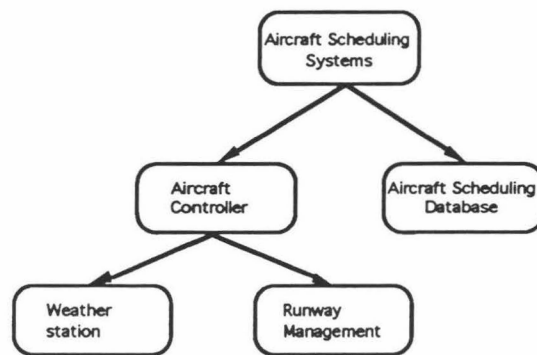 Aircraft Scheduling
Systems
Aircraft
Controller
Aircraft Scheduling
Database
Weather
station
Runway
Management